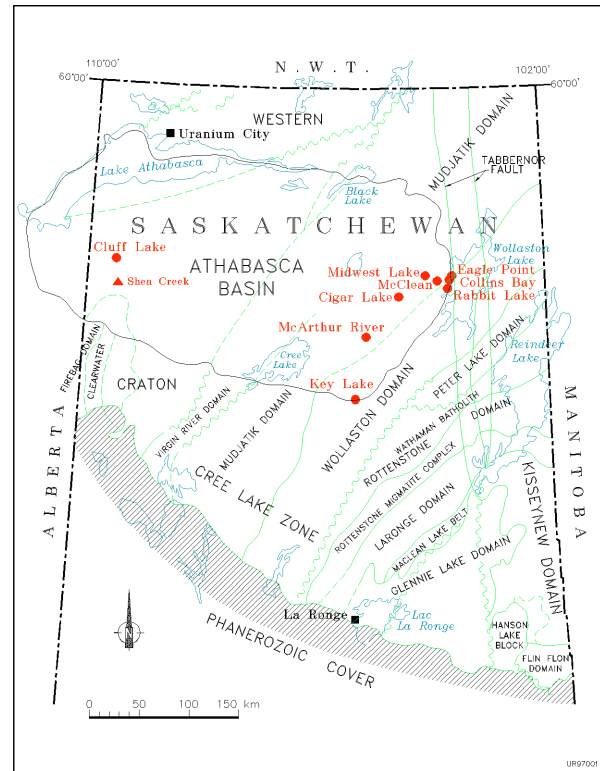 N.W.T.
110°00'
60°00'
102°00'
60°00'
WESTERN
Uranium City
MUDJATIK DOMAIN
TABBERNOR
FAULT
Lake Athabasca
Black
Lake
SASKATCHEWAN
Wollaston
Lake
Cluff Lake
Shea Creek
ATHABASCA
BASIN
Midwest Lake
McClean
Cigar Lake
Eagle Point
Collins Bay
Rabbit Lake
McArthur River
Cree
Lake
Reindeer
Lake
FIREBAG DOMAIN
CLEARWATER
CRATON
Key Lake
PETER LAKE DOMAIN
VIRGIN RIVER DOMAIN
MUDJATIK DOMAIN
WOLLASTON DOMAIN
WATHAMAN BATHOLITH
ROTTENSTONE DOMAIN
ROTTENSTONE MIGMATITE COMPLEX
CREE LAKE ZONE
LARONGE DOMAIN
MACLEAN LAKE BELT
GLENNIE LAKE DOMAIN
KISSEYNEW DOMAIN
ALBERTA
MANITOBA
La Ronge
Lac
La Ronge
PHANEROZOIC COVER
HANSON
LAKE
BLOCK
FLIN FLON
DOMAIN
N
0 50 100 150 km
UR97001